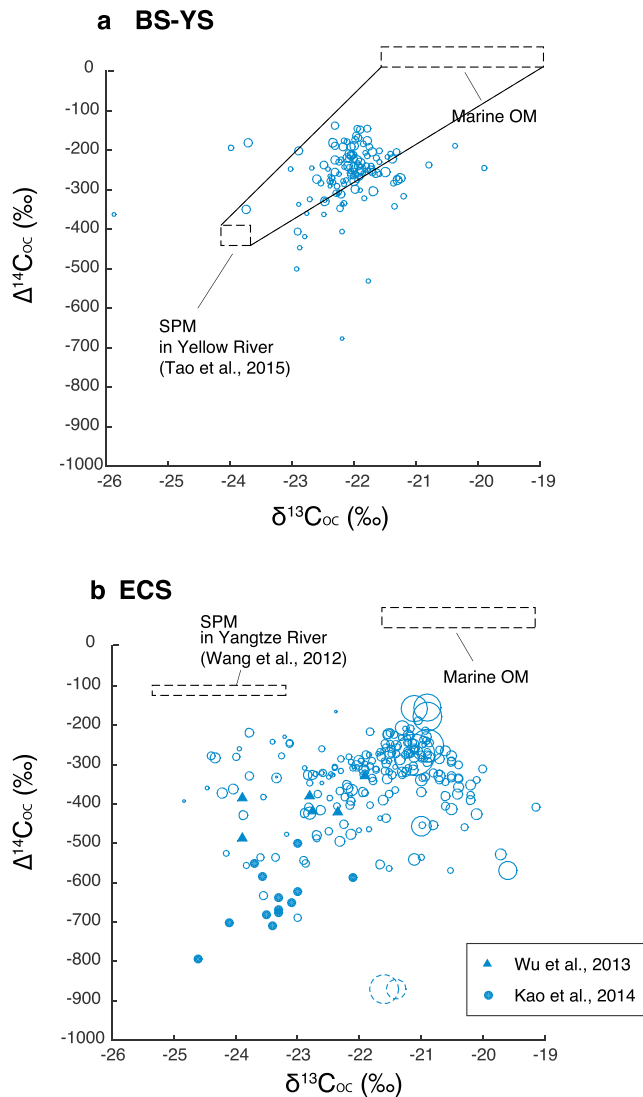 a BS-YS
0
-100
-200
-300
-400
-500
-600
-700
-800
-900
-1000
Δ¹⁴Coc (‰)
Marine OM
SPM
in Yellow River
(Tao et al., 2015)
-26
-25
-24
-23
-22
-21
-20
-19
δ¹³Coc (‰)
b ECS
SPM
in Yangtze River
(Wang et al., 2012)
Marine OM
0
-100
-200
-300
-400
-500
-600
-700
-800
-900
-1000
Δ¹⁴Coc (‰)
Wu et al., 2013
Kao et al., 2014
-26
-25
-24
-23
-22
-21
-20
-19
δ¹³Coc (‰)